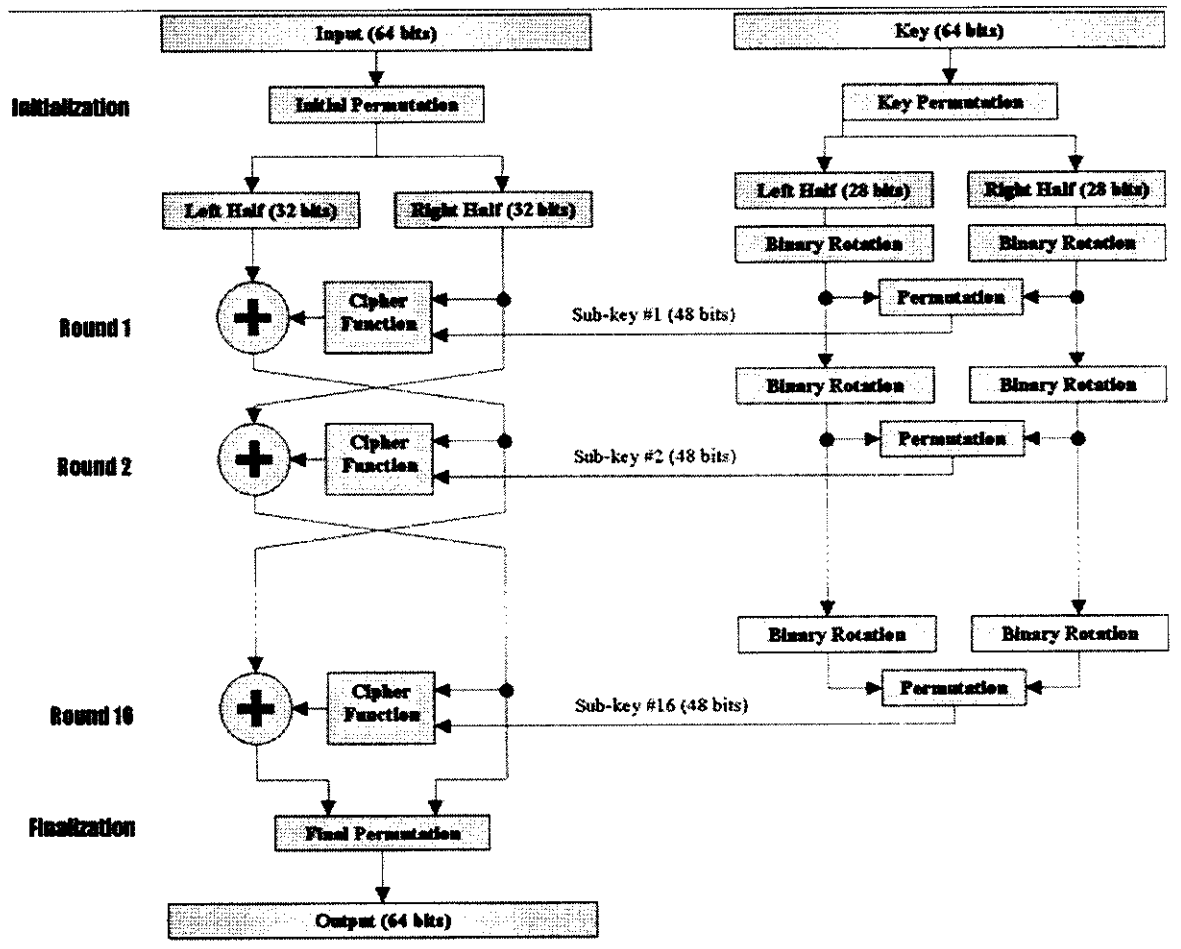 Input (64 bits)
Key (64 bits)
Initialization
Initial Permutation
Key Permutation
Left Half (32 bits)
Right Half (32 bits)
Left Half (28 bits)
Right Half (28 bits)
Binary Rotation
Binary Rotation
Round 1
Cipher Function
Sub-key #1 (48 bits)
Permutation
Binary Rotation
Binary Rotation
Round 2
Cipher Function
Sub-key #2 (48 bits)
Permutation
Binary Rotation
Binary Rotation
Round 16
Cipher Function
Sub-key #16 (48 bits)
Permutation
Finalization
Final Permutation
Output (64 bits)